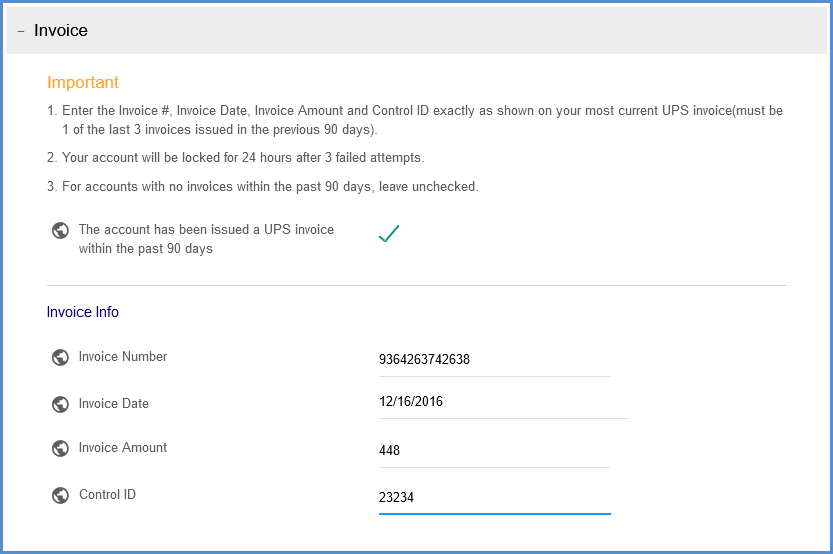 – Invoice
Important
1. Enter the Invoice #, Invoice Date, Invoice Amount and Control ID exactly as shown on your most current UPS invoice(must be
1 of the last 3 invoices issued in the previous 90 days).
2. Your account will be locked for 24 hours after 3 failed attempts.
3. For accounts with no invoices within the past 90 days, leave unchecked.
The account has been issued a UPS invoice
within the past 90 days
Invoice Info
Invoice Number 9364263742638
Invoice Date 12/16/2016
Invoice Amount 448
Control ID 23234